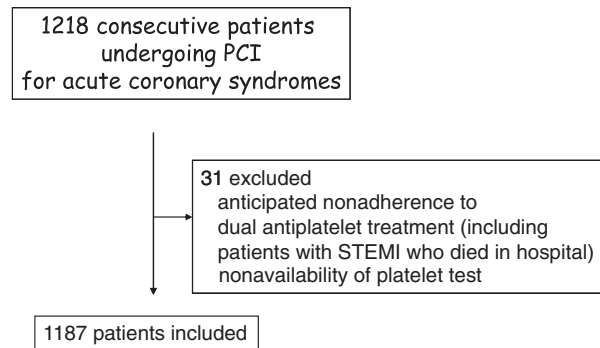 1218 consecutive patients
undergoing PCI
for acute coronary syndromes
31 excluded
anticipated nonadherence to
dual antiplatelet treatment (including
patients with STEMI who died in hospital)
nonavailability of platelet test
1187 patients included